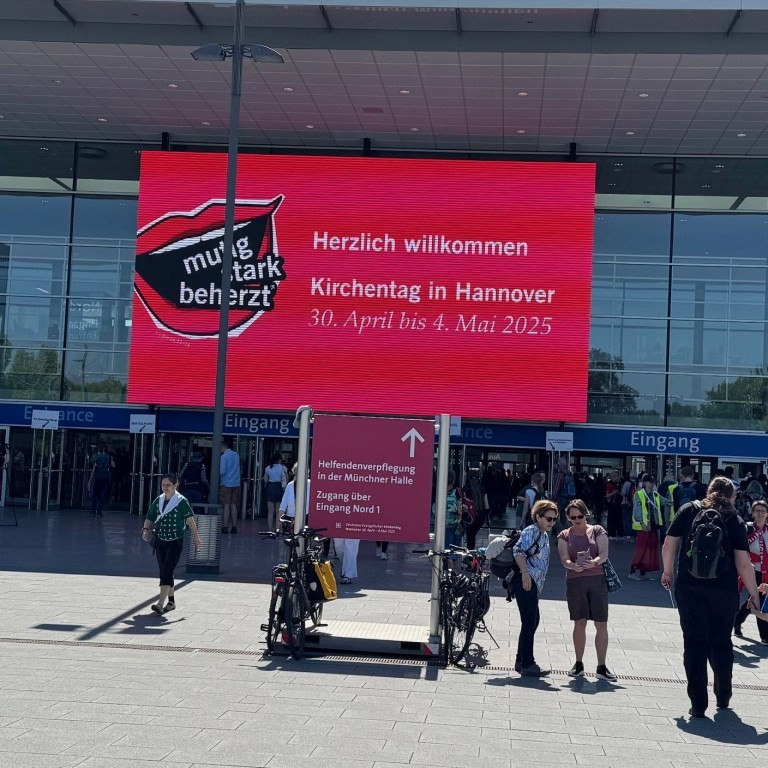 mutig
stark
beherzt
Herzlich willkommen
Kirchentag in Hannover
30. April bis 4. Mai 2025
Entrance
Eingang
Eingang
Helfendenverpflegung
in der Münchner Halle
Zugang über
Eingang Nord 1